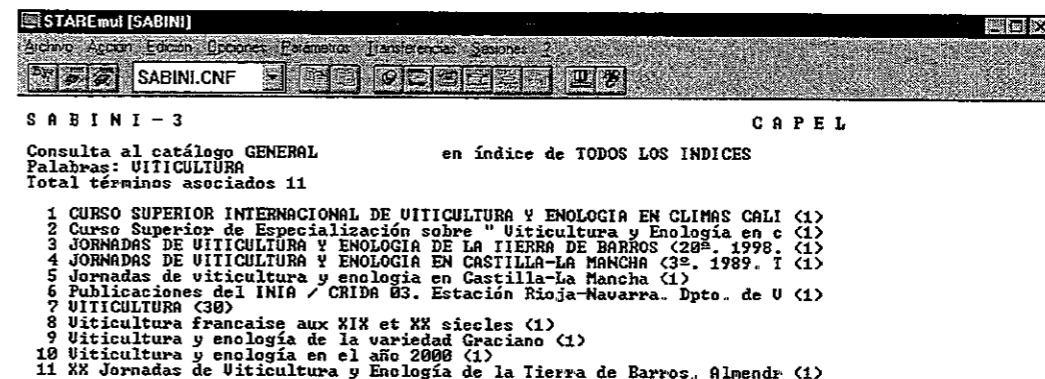 STAREmul [SABINI]
Archivo Acción Edición Opciones Parámetros Transferencias Sesiones ?
SABINI.CNF
S A B I N I - 3 C A P E L
Consulta al catálogo GENERAL en índice de TODOS LOS INDICES
Palabras: VITICULTURA
Total términos asociados 11
1 CURSO SUPERIOR INTERNACIONAL DE VITICULTURA Y ENOLOGIA EN CLIMAS CALI <1>
2 Curso Superior de Especialización sobre " Viticultura y Enología en c <1>
3 JORNADAS DE VITICULTURA Y ENOLOGIA DE LA TIERRA DE BARROS (20ª. 1998. <1>
4 JORNADAS DE VITICULTURA Y ENOLOGIA EN CASTILLA-LA MANCHA (3ª. 1989. T <1>
5 Jornadas de viticultura y enologia en Castilla-la Mancha <1>
6 Publicaciones del INIA / CRIDA 03. Estación Rioja-Navarra. Dpto. de V <1>
7 VITICULTURA <30>
8 Viticultura francaise aux XIX et XX siecles <1>
9 Viticultura y enología de la variedad Graciano <1>
10 Viticultura y enología en el año 2000 <1>
11 XX Jornadas de Viticultura y Enología de la Tierra de Barros., Almendr <1>